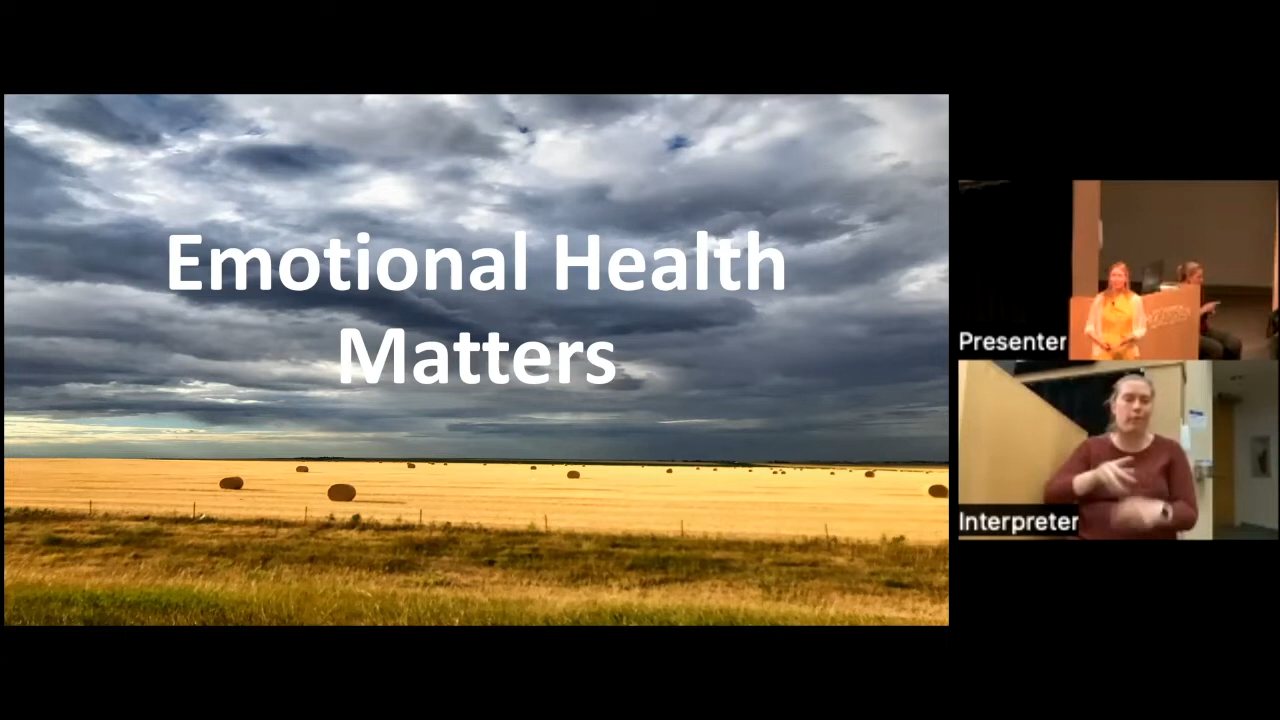 Emotional Health
Matters
Presenter
Interpreter